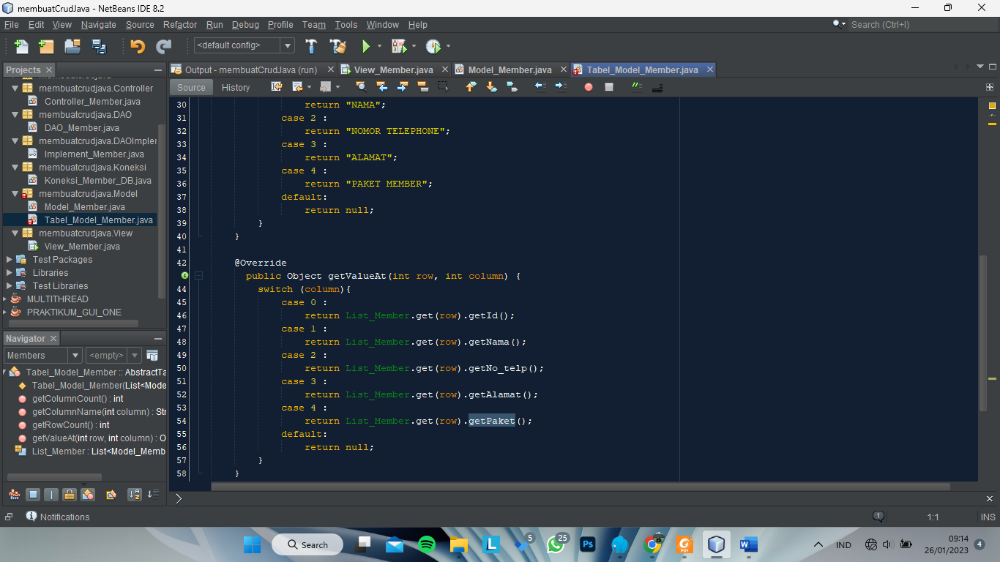 membuatCrudJava - NetBeans IDE 8.2
File Edit View Navigate Source Refactor Run Debug Profile Team Tools Window Help
Search (Ctrl+I)
<default config>
Projects
membuatcrudjava.Controller
Controller_Member.java
membuatcrudjava.DAO
DAO_Member.java
membuatcrudjava.DAOImpler
Implement_Member.java
membuatcrudjava.Koneksi
Koneksi_Member_DB.java
membuatcrudjava.Model
Model_Member.java
Tabel_Model_Member.java
membuatcrudjava.View
View_Member.java
Test Packages
Libraries
Test Libraries
MULTITHREAD
PRAKTIKUM_GUI_ONE
Navigator
Members <empty>
Tabel_Model_Member :: AbstractTa
Tabel_Model_Member(List<Mode
getColumnCount() : int
getColumnName(int column) : Str
getRowCount() : int
getValueAt(int row, int column) : O
List_Member : List<Model_Memb
Output - membuatCrudJava (run) View_Member.java Model_Member.java Tabel_Model_Member.java
Source History
30 return "NAMA";
31 case 2 :
32 return "NOMOR TELEPHONE";
33 case 3 :
34 return "ALAMAT";
35 case 4 :
36 return "PAKET MEMBER";
37 default:
38 return null;
39 }
40 }
41
42 @Override
public Object getValueAt(int row, int column) {
44 switch (column){
45 case 0 :
46 return List_Member.get(row).getId();
47 case 1 :
48 return List_Member.get(row).getNama();
49 case 2 :
50 return List_Member.get(row).getNo_telp();
51 case 3 :
52 return List_Member.get(row).getAlamat();
53 case 4 :
54 return List_Member.get(row).getPaket();
55 default:
56 return null;
57 }
58 }
Notifications
1
1:1
INS
Search
5
25
Ps
L
W
IND
09:14
26/01/2023
4